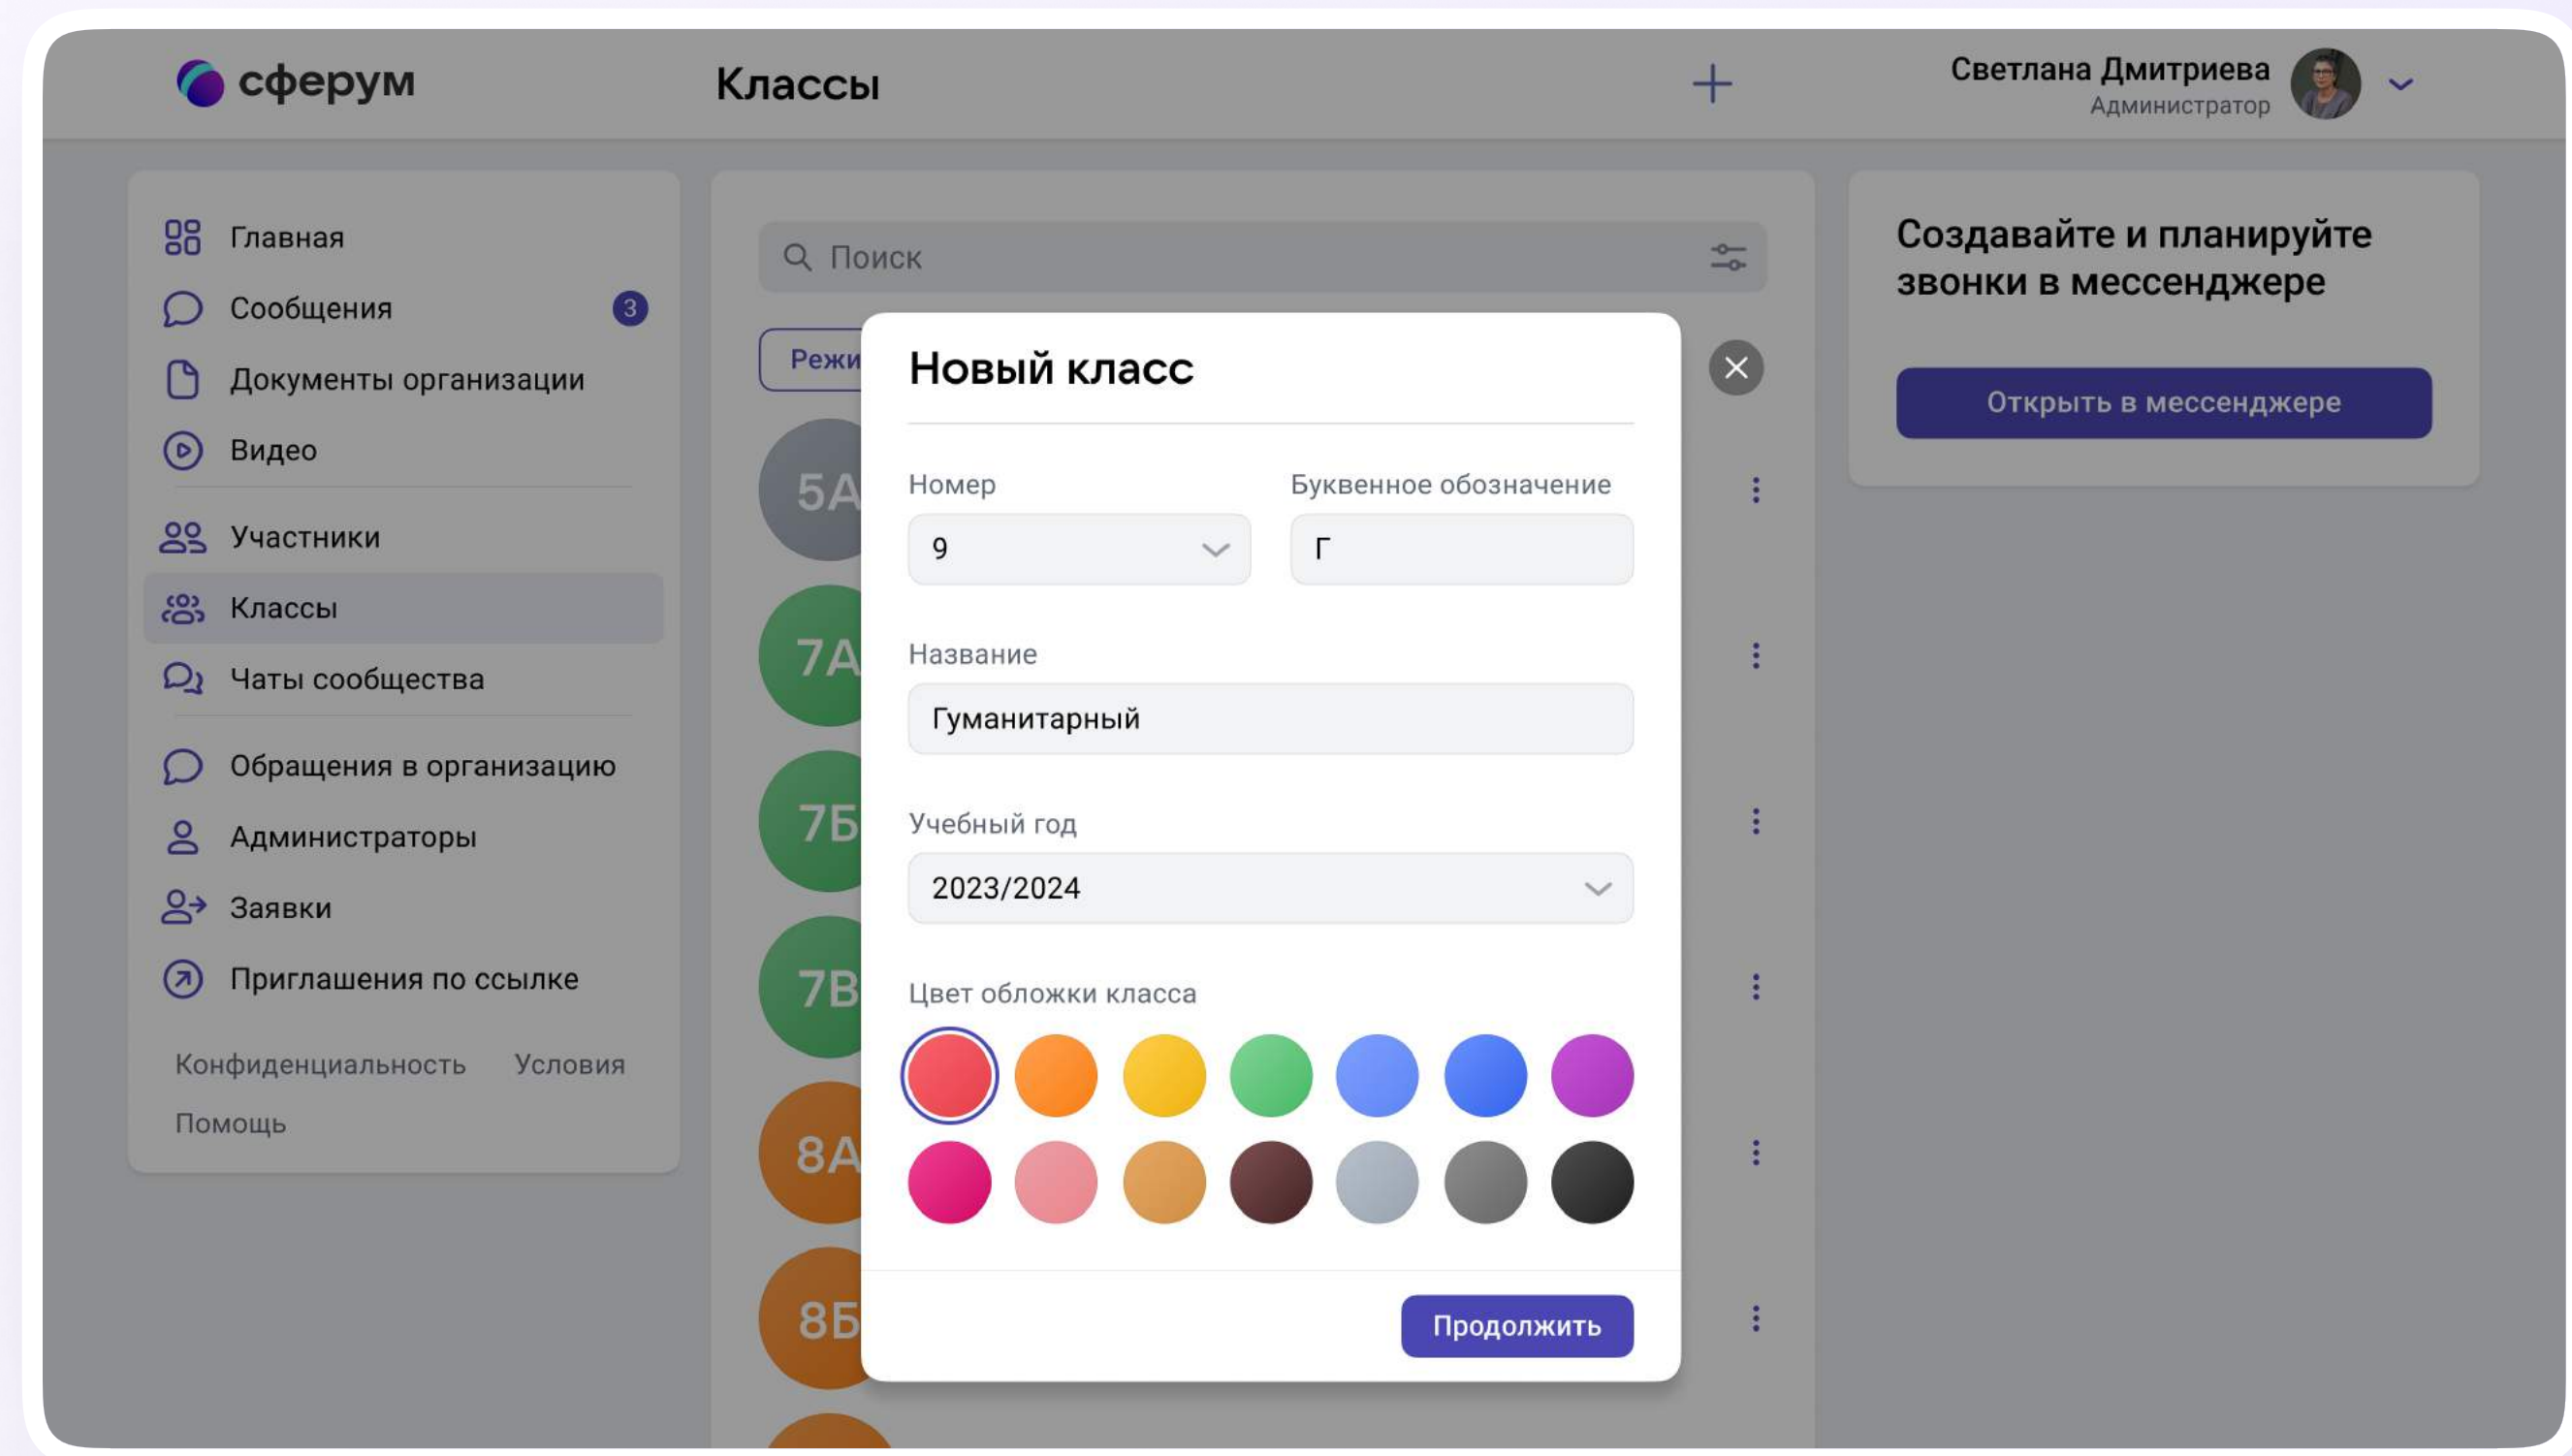 сферум
Классы
Светлана Дмитриева
Администратор
Главная
Сообщения
3
Документы организации
Видео
Участники
Классы
Чаты сообщества
Обращения в организацию
Администраторы
Заявки
Приглашения по ссылке
Конфиденциальность Условия
Помощь
Поиск
Режи
5А
7А
7Б
7В
8А
8Б
Новый класс
Номер
Буквенное обозначение
9
Г
Название
Гуманитарный
Учебный год
2023/2024
Цвет обложки класса
Продолжить
Создавайте и планируйте
звонки в мессенджере
Открыть в мессенджере